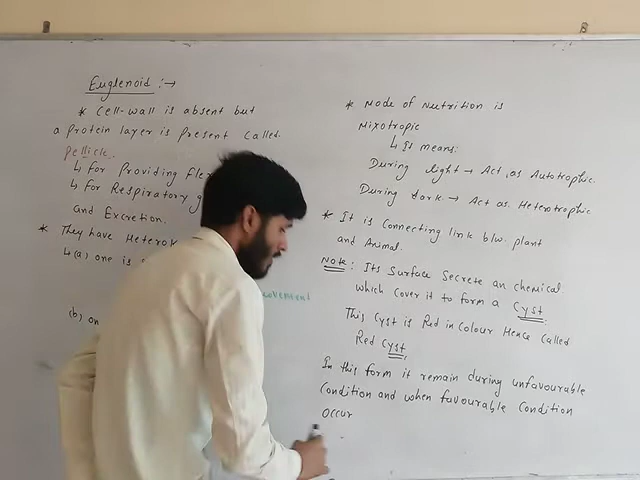 Euglenoid :→
* Cell-wall is absent but
a Protein layer is Present called.
Pellicle.
↳ for Providing
↳ for Respiratory
and Excretion.
* They have
↳(a) one is
(b) on
* Mode of Nutrition is
Mixotropic
↳ It means:
During light → Act as Autotrophic.
During dark → Act as Heterotrophic
* It is Connecting link b/w. plant
and Animal.
Note: Its Surface Secrete an chemical
which Cover it to form a Cyst.
This Cyst is Red in Colour Hence Called
Red Cyst,
In this form it remain during unfavourable
Condition and when favourable Condition
Occur